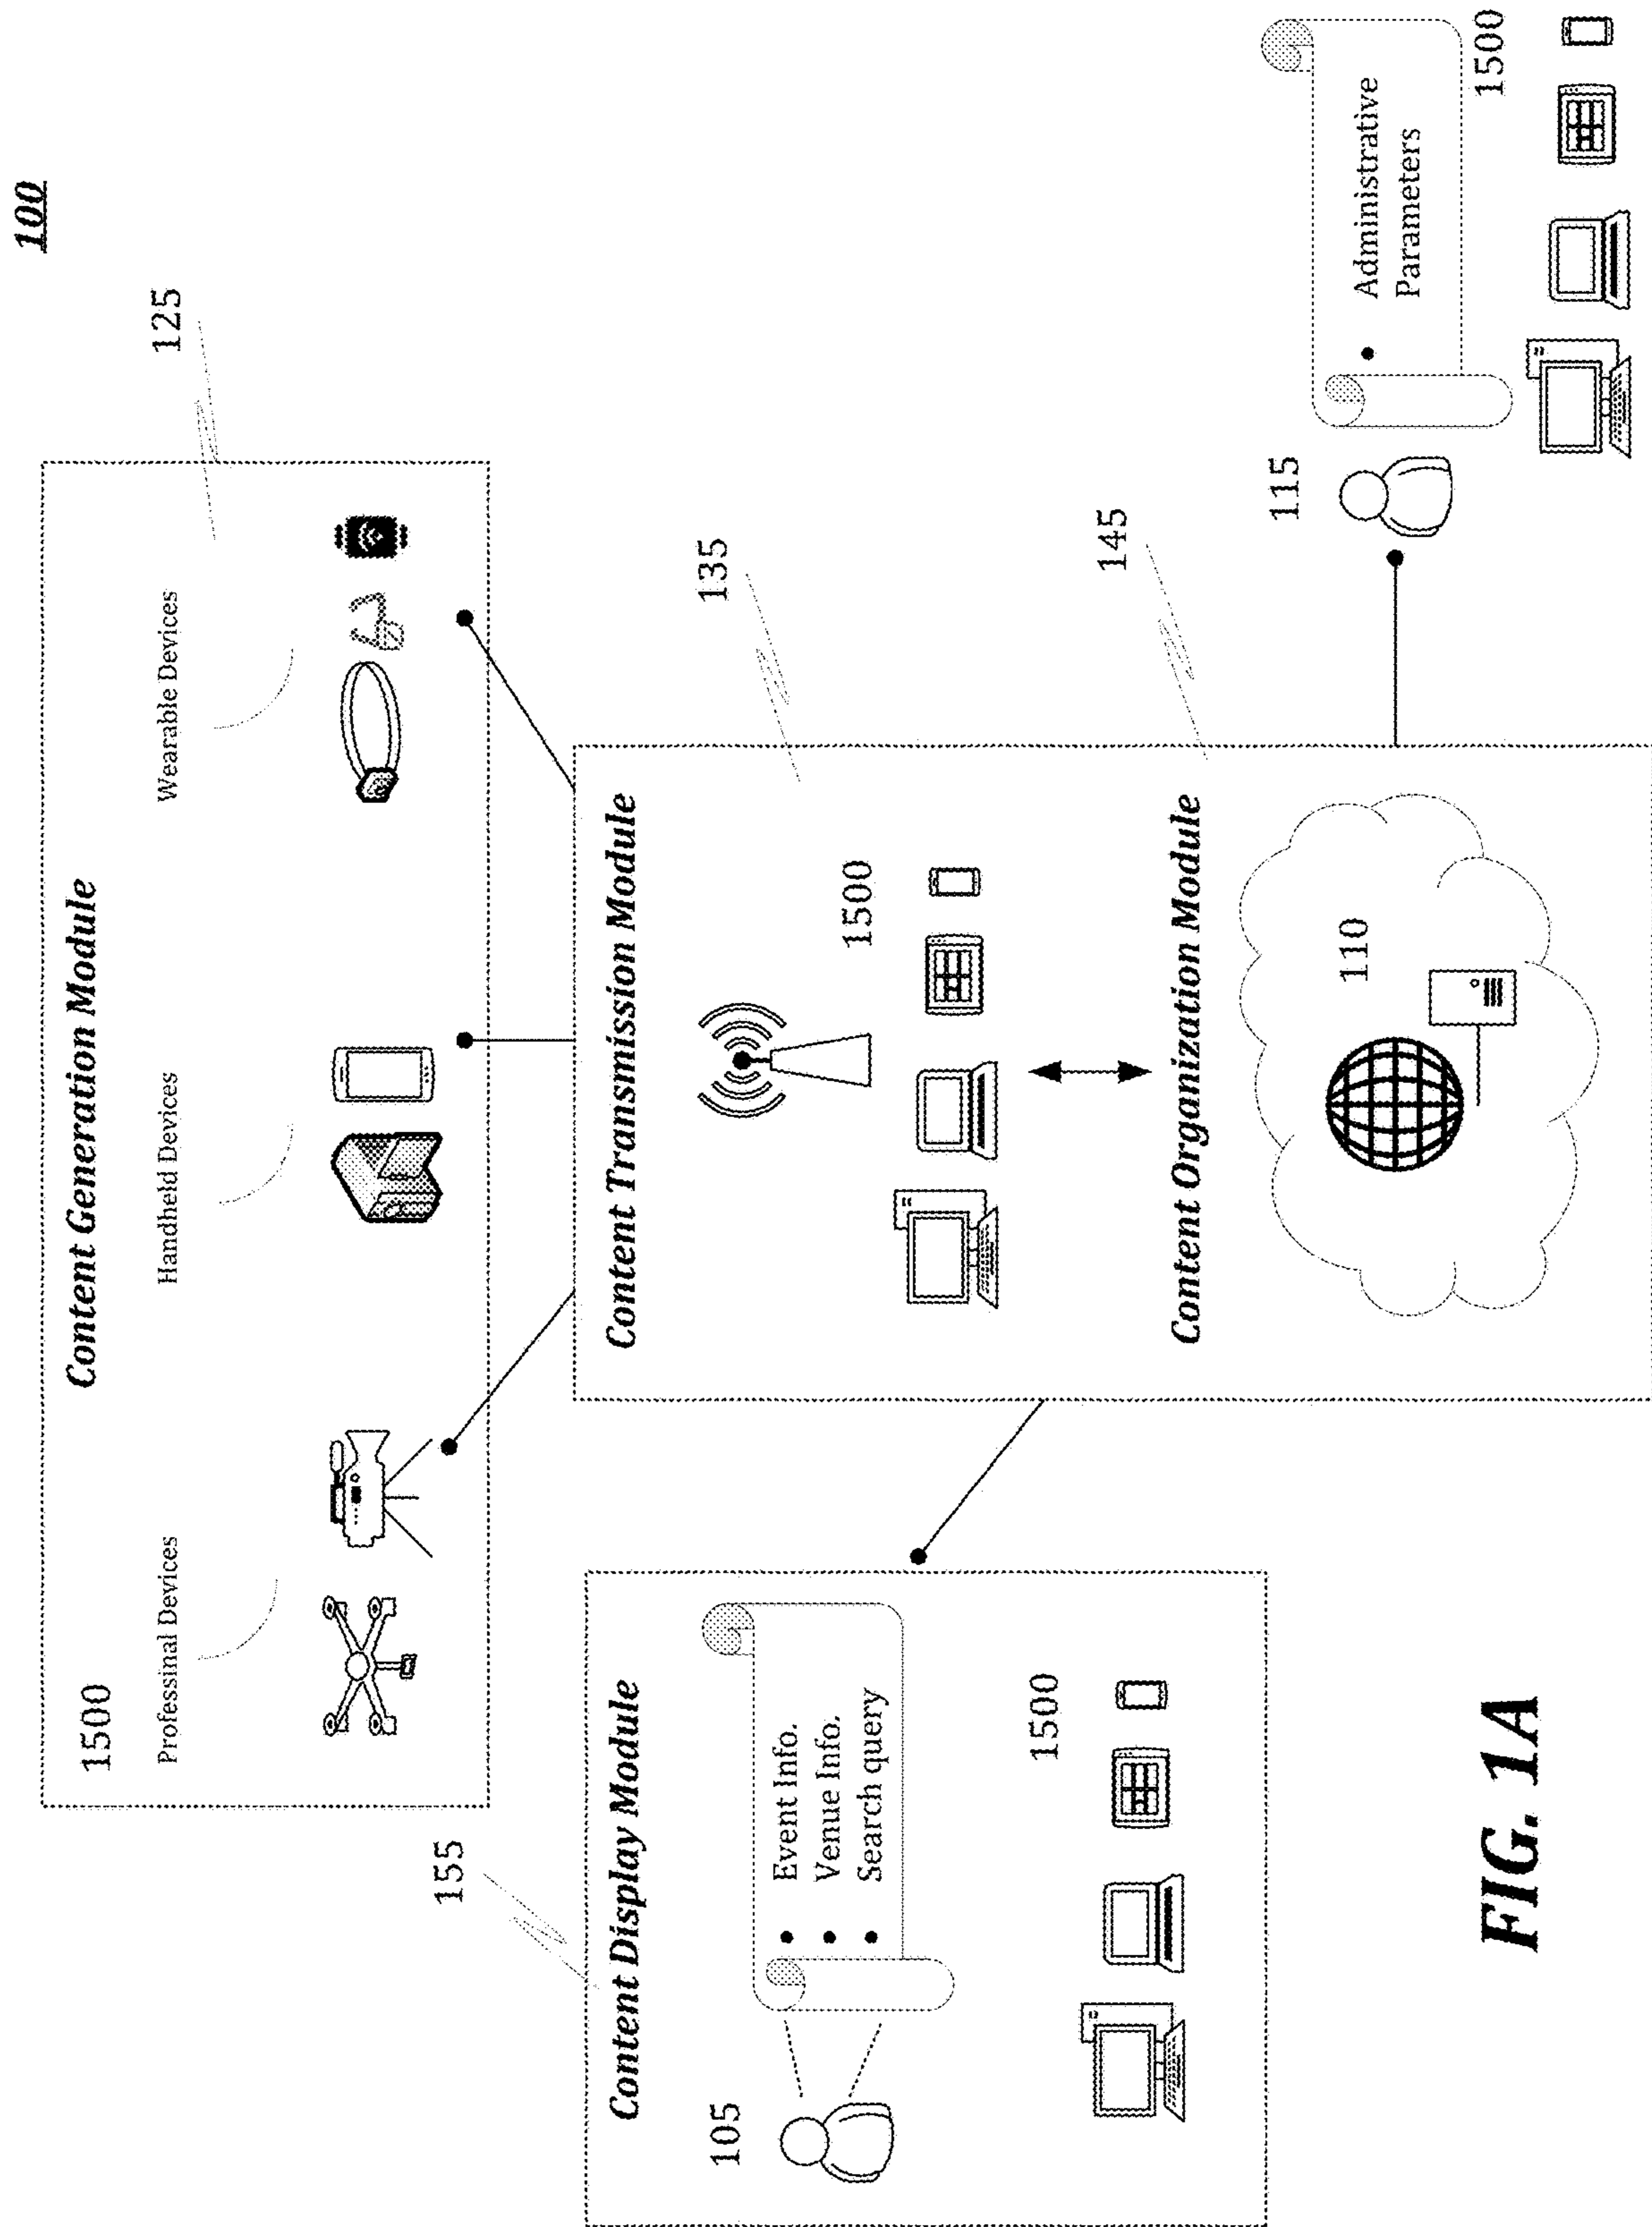 100
125
Content Generation Module
1500
Professinal Devices
Handheld Devices
Wearable Devices
155
Content Display Module
105
• Event Info.
• Venue Info.
• Search query
1500
135
Content Transmission Module
1500
145
Content Organization Module
110
115
• Administrative
Parameters
1500
FIG. 1A